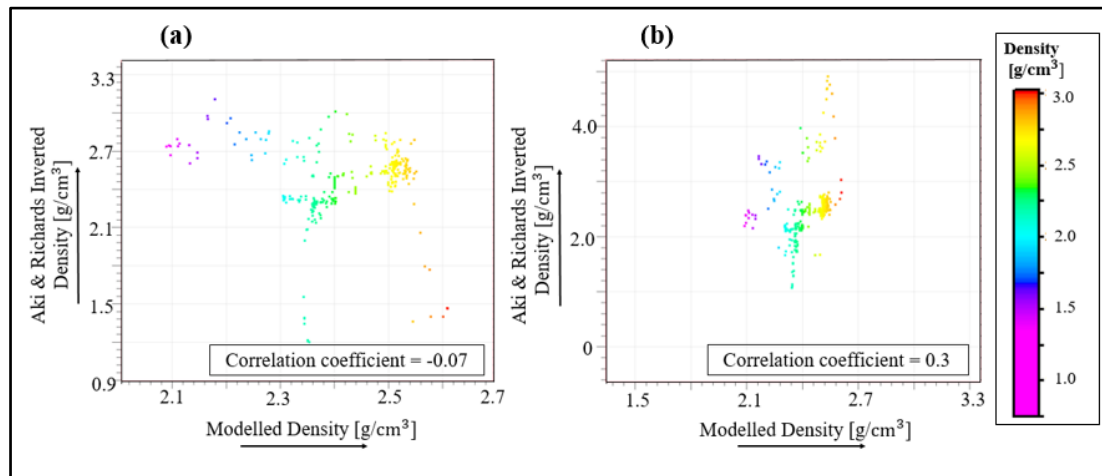 (a)
3.3
2.7
2.1
1.5
0.9
Aki & Richards Inverted
Density [g/cm³]
Correlation coefficient = -0.07
2.1
2.3
2.5
2.7
Modelled Density [g/cm³]
(b)
4.0
2.0
0
Aki & Richards Inverted
Density [g/cm³]
Correlation coefficient = 0.3
1.5
2.1
2.7
3.3
Modelled Density [g/cm³]
Density
[g/cm³]
3.0
2.5
2.0
1.5
1.0